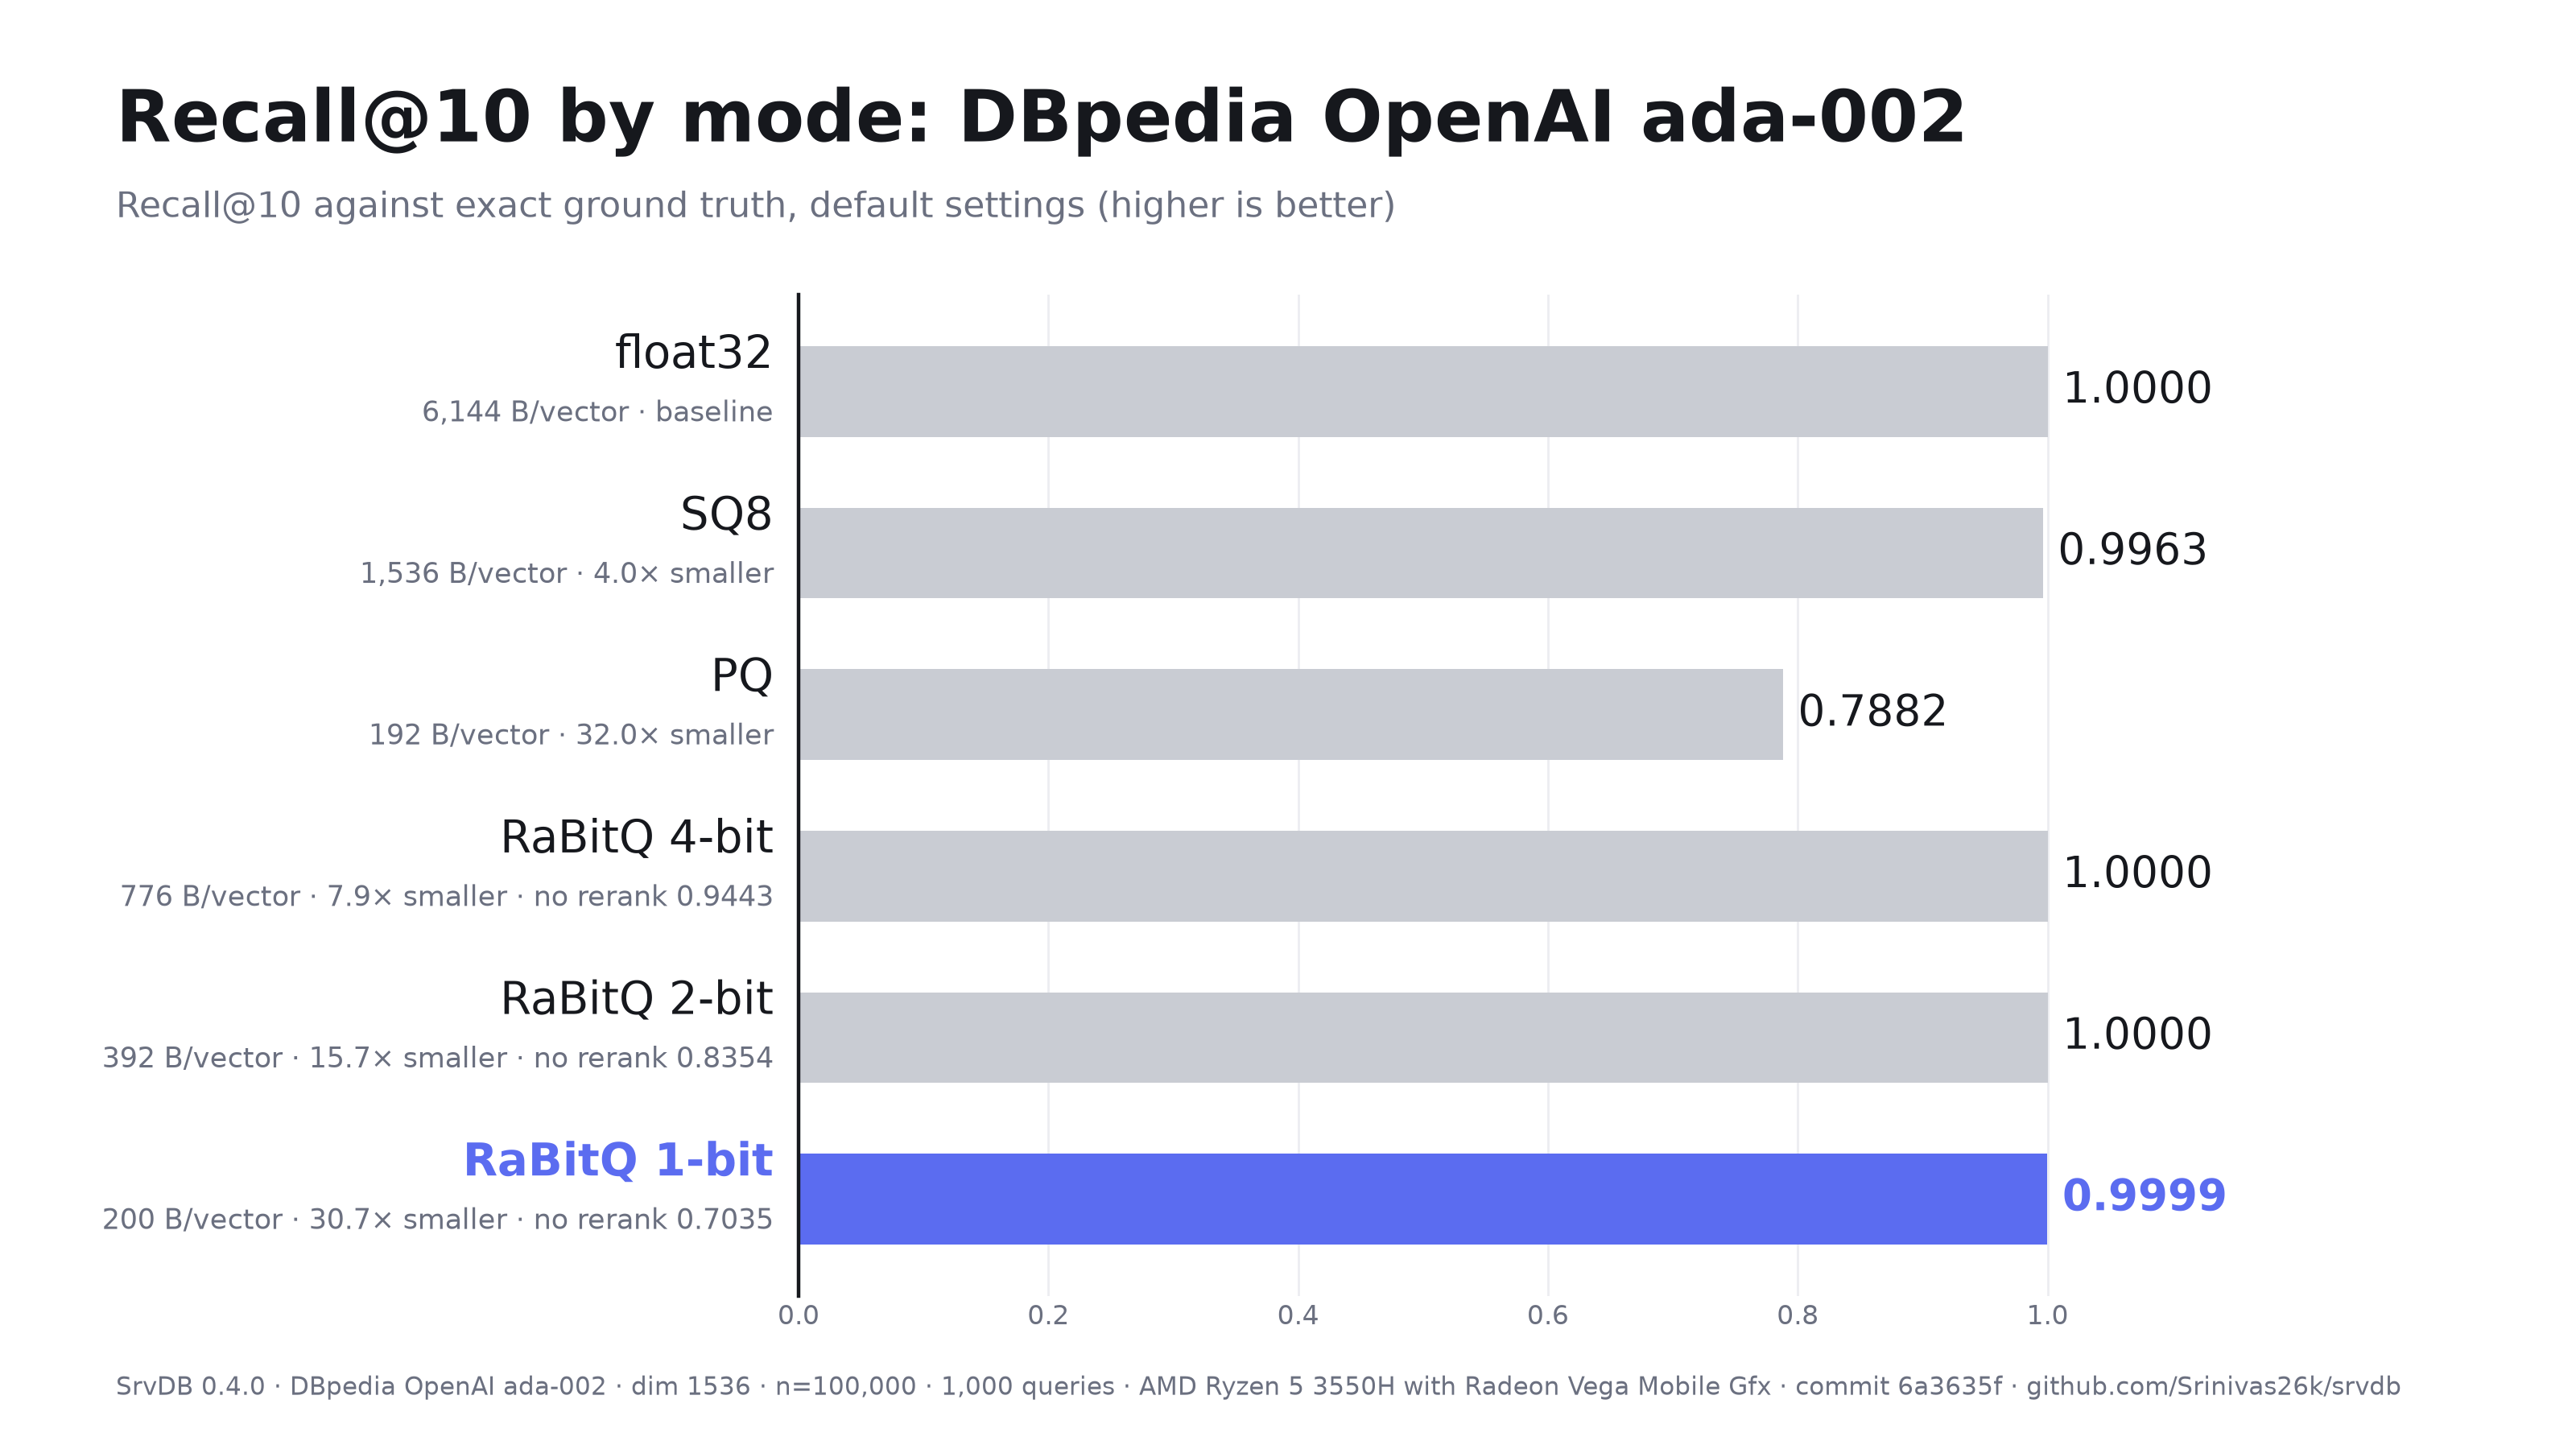 Recall@10 by mode: DBpedia OpenAI ada-002
Recall@10 against exact ground truth, default settings (higher is better)
float32
6,144 B/vector · baseline
1.0000
SQ8
1,536 B/vector · 4.0× smaller
0.9963
PQ
192 B/vector · 32.0× smaller
0.7882
RaBitQ 4-bit
776 B/vector · 7.9× smaller · no rerank 0.9443
1.0000
RaBitQ 2-bit
392 B/vector · 15.7× smaller · no rerank 0.8354
1.0000
RaBitQ 1-bit
200 B/vector · 30.7× smaller · no rerank 0.7035
0.9999
0.0 0.2 0.4 0.6 0.8 1.0
SrvDB 0.4.0 · DBpedia OpenAI ada-002 · dim 1536 · n=100,000 · 1,000 queries · AMD Ryzen 5 3550H with Radeon Vega Mobile Gfx · commit 6a3635f · github.com/Srinivas26k/srvdb